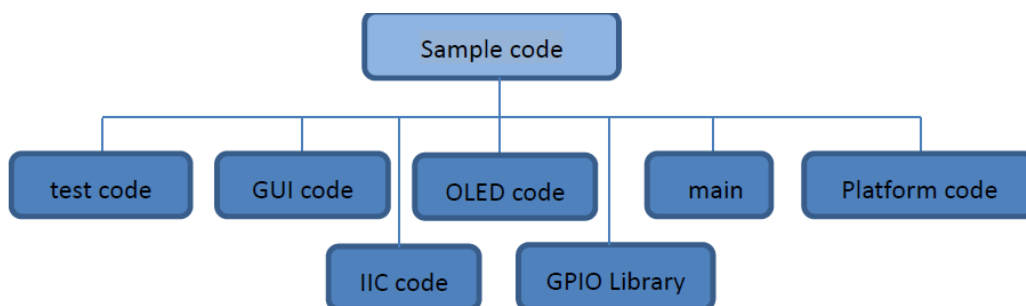 Sample code
test code
GUI code
OLED code
main
Platform code
IIC code
GPIO Library